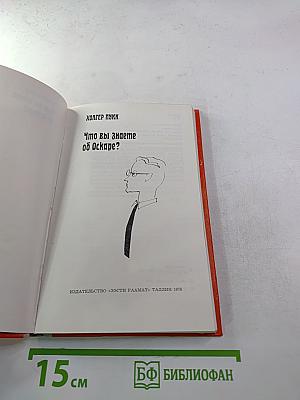 ХОЛГЕР ПУКК
Что вы знаете
об Оскаре?
ИЗДАТЕЛЬСТВО «ЭЭСТИ РААМАТ» ТАЛЛИН 1978
15 см
БФ БИБЛИОФАН